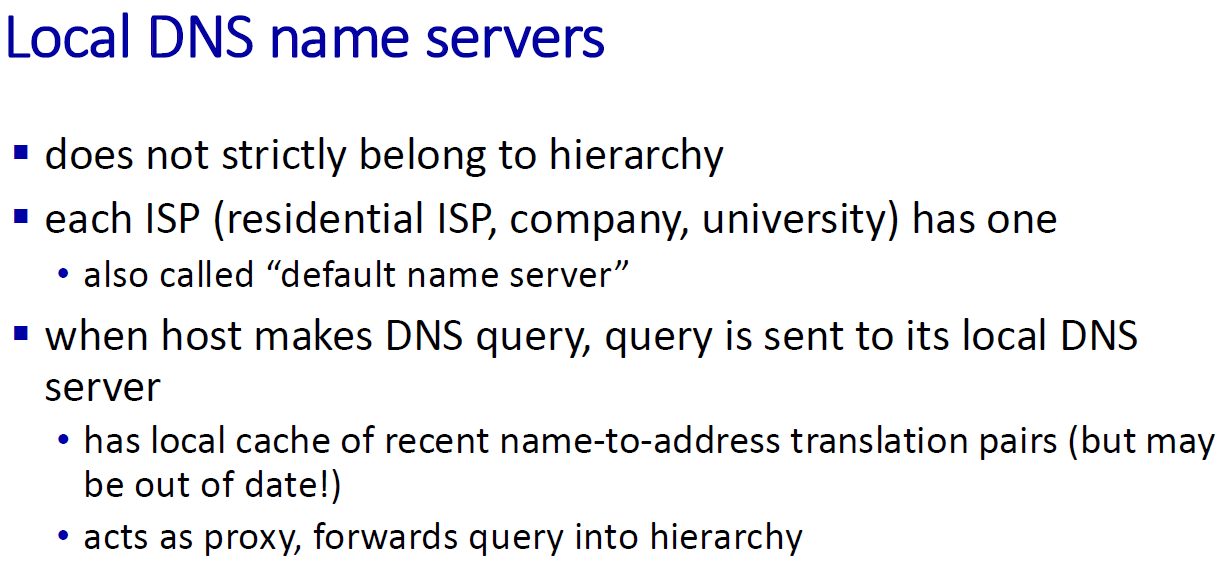 Local DNS name servers
▪ does not strictly belong to hierarchy
▪ each ISP (residential ISP, company, university) has one
• also called “default name server”
▪ when host makes DNS query, query is sent to its local DNS
server
• has local cache of recent name-to-address translation pairs (but may
be out of date!)
• acts as proxy, forwards query into hierarchy